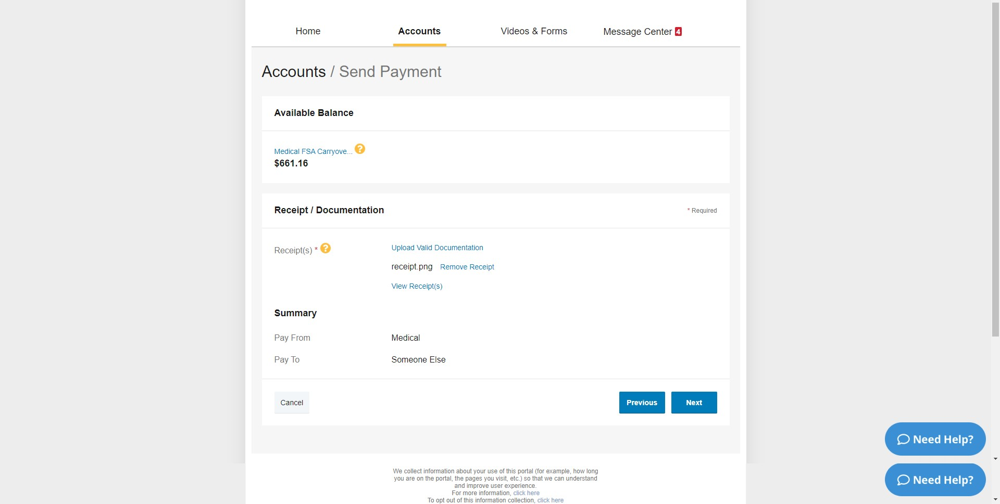 Home
Accounts
Videos & Forms
Message Center 4
Accounts / Send Payment
Available Balance
Medical FSA Carryove... ?
$661.16
Receipt / Documentation
* Required
Receipt(s) * ?
Upload Valid Documentation
receipt.png Remove Receipt
View Receipt(s)
Summary
Pay From Medical
Pay To Someone Else
Cancel
Previous
Next
Need Help?
Need Help?
We collect information about your use of this portal (for example, how long
you are on the portal, the pages you visit, etc.) so that we can understand
and improve user experience.
For more information, click here
To opt out of this information collection, click here